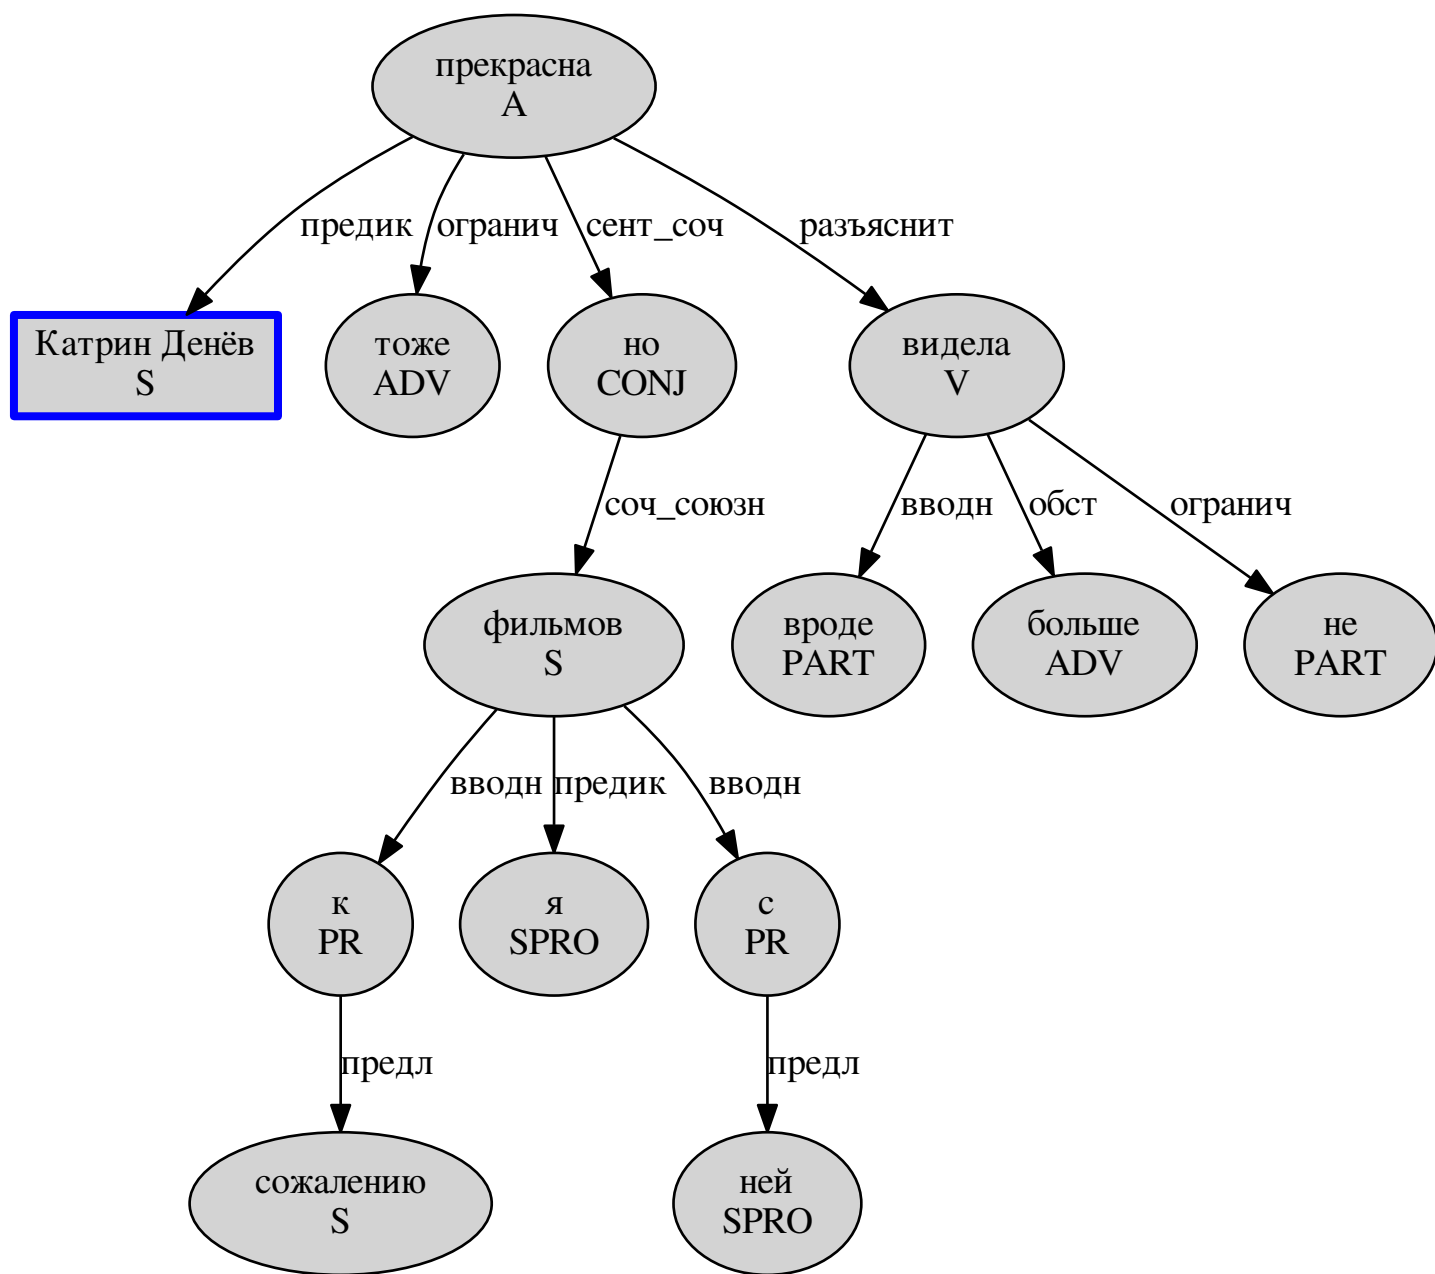 прекрасна
A
предик
огранич
сент_соч
разъяснит
Катрин Денёв
S
тоже
ADV
но
CONJ
видела
V
соч_союзн
вводн
обст
огранич
фильмов
S
вроде
PART
больше
ADV
не
PART
вводн
предик
вводн
к
PR
я
SPRO
с
PR
предл
предл
сожалению
S
ней
SPRO